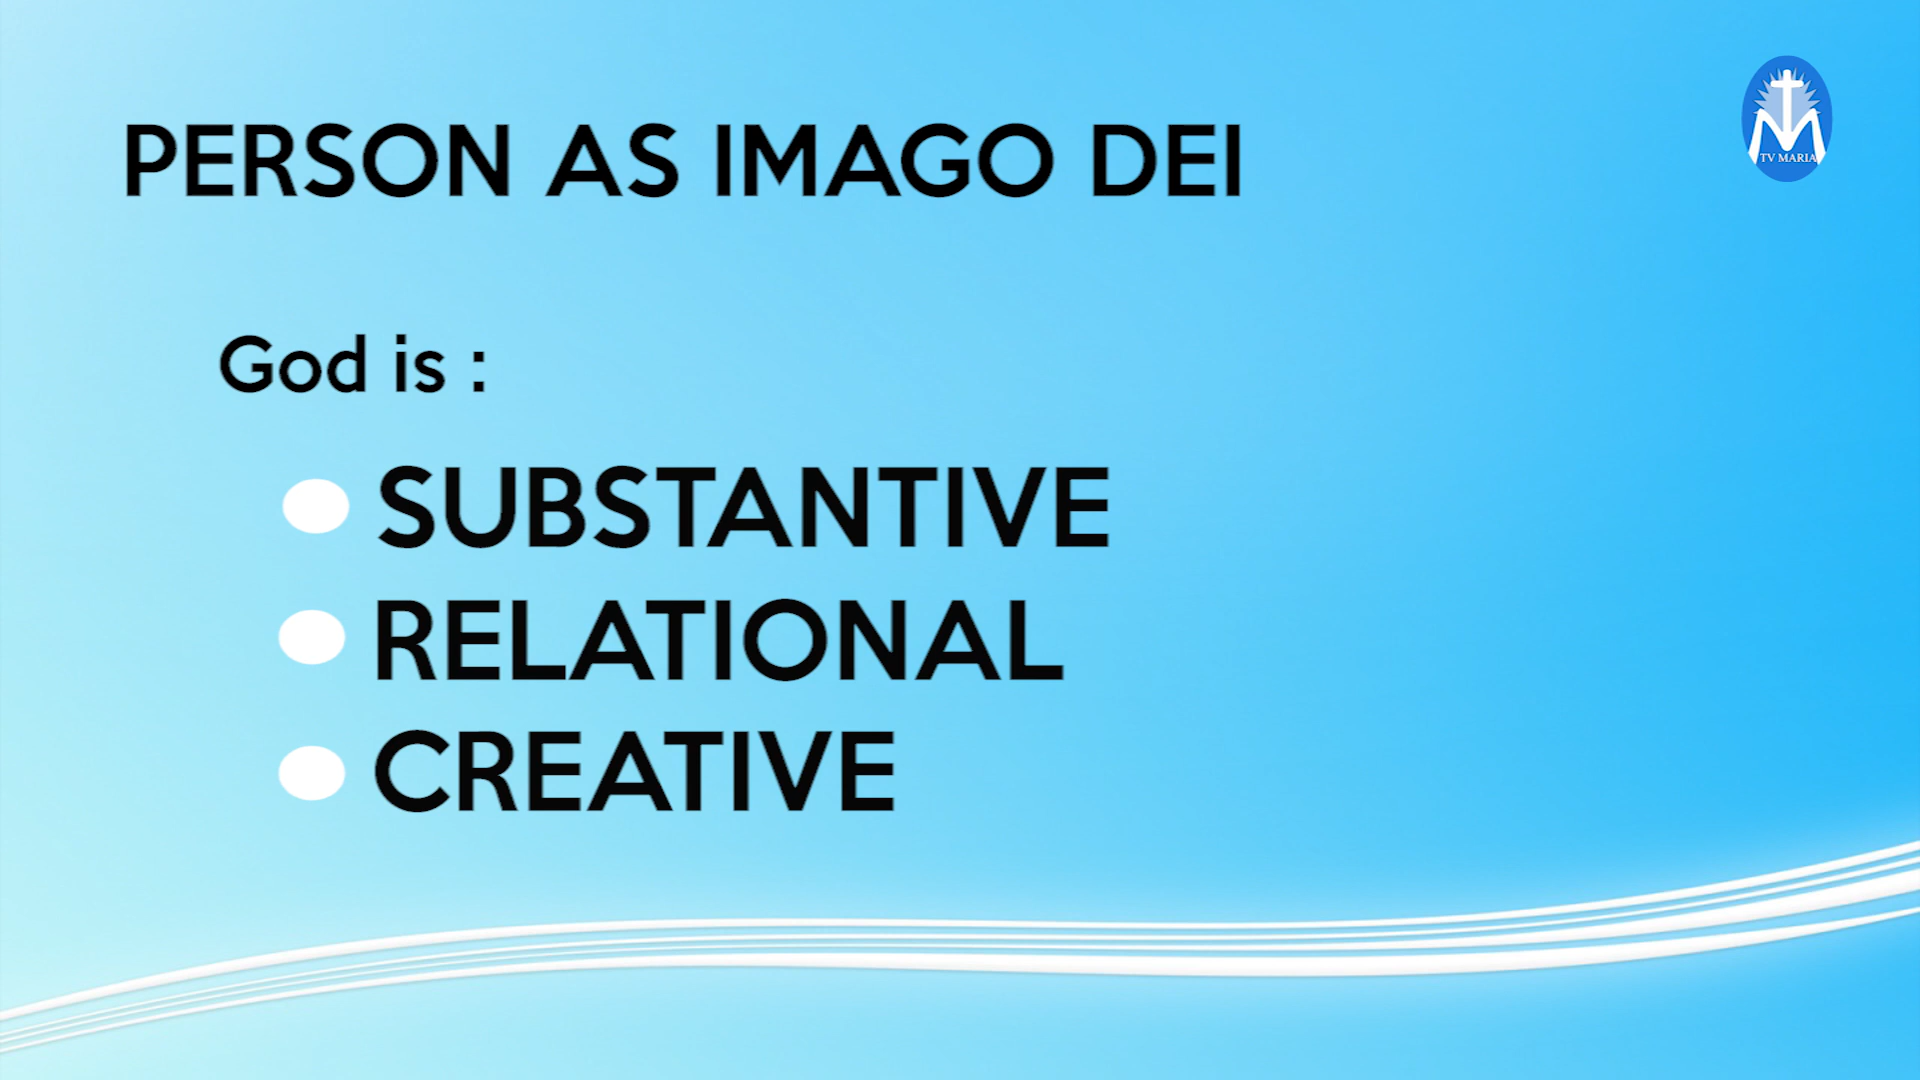 PERSON AS IMAGO DEI
TV MARIA
God is :
SUBSTANTIVE
RELATIONAL
CREATIVE